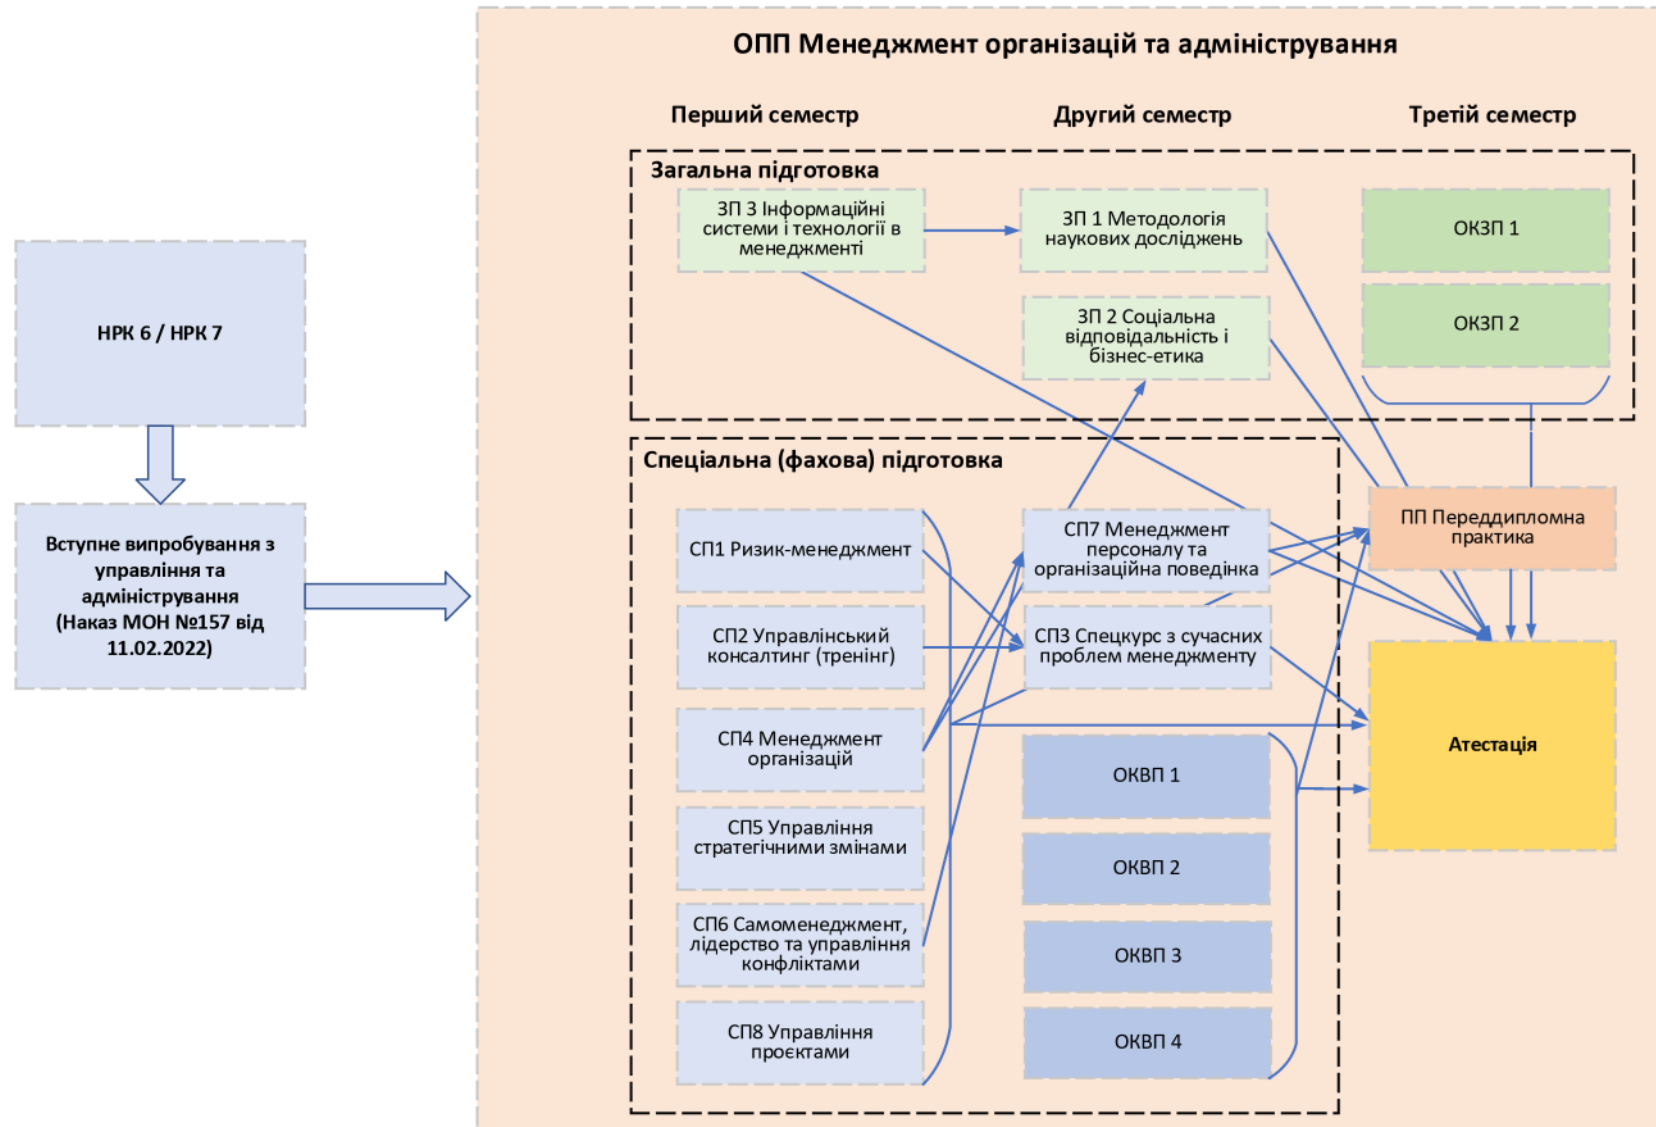 ОПП Менеджмент організацій та адміністрування
Перший семестр
Другий семестр
Третій семестр
Загальна підготовка
ЗП 3 Інформаційні
системи і технології в
менеджменті
ЗП 1 Методологія
наукових досліджень
ОКЗП 1
ЗП 2 Соціальна
відповідальність і
бізнес-етика
ОКЗП 2
НРК 6 / НРК 7
Вступне випробування з
управління та
адміністрування
(Наказ МОН №157 від
11.02.2022)
Спеціальна (фахова) підготовка
СП1 Ризик-менеджмент
СП7 Менеджмент
персоналу та
організаційна поведінка
ПП Переддипломна
практика
СП2 Управлінський
консалтинг (тренінг)
СП3 Спецкурс з сучасних
проблем менеджменту
СП4 Менеджмент
організацій
ОКВП 1
Атестація
СП5 Управління
стратегічними змінами
ОКВП 2
СП6 Самоменеджмент,
лідерство та управління
конфліктами
ОКВП 3
СП8 Управління
проєктами
ОКВП 4